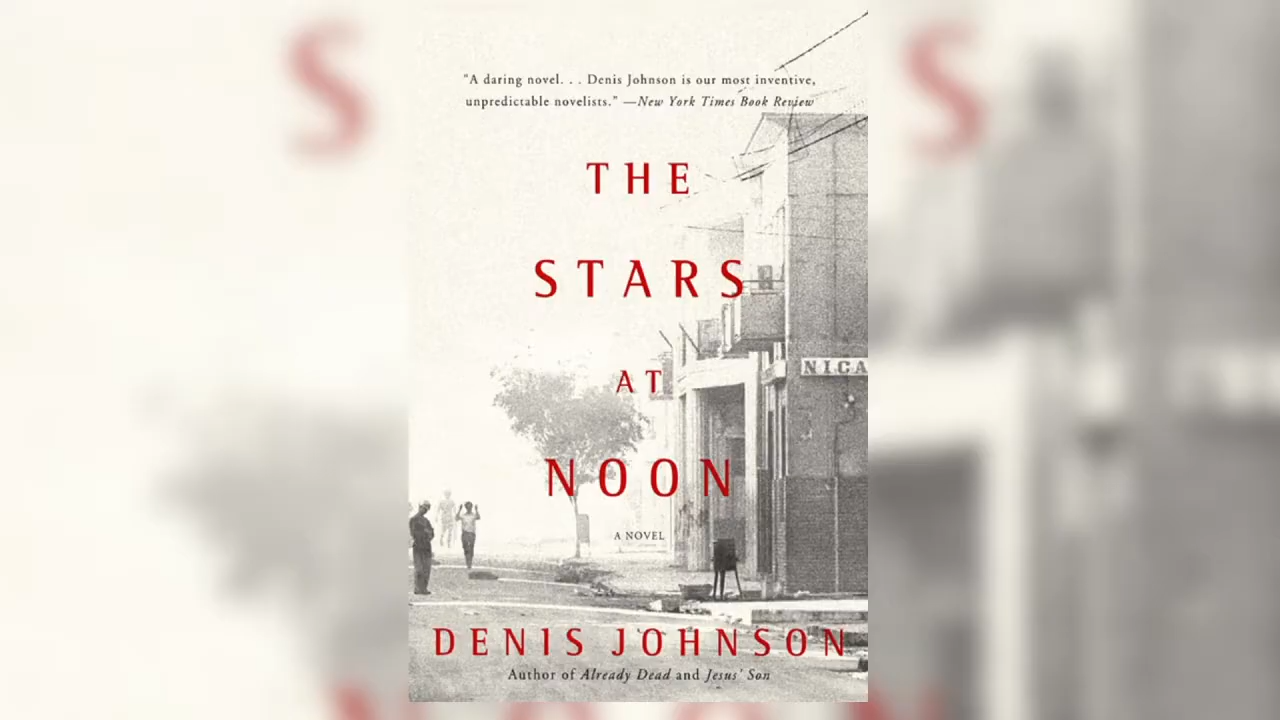 "A daring novel. . . Denis Johnson is our most inventive,
unpredictable novelists." —New York Times Book Review
THE
STARS
AT
NICA
NOON
A NOVEL
DENIS JOHNSON
Author of Already Dead and Jesus' Son
S
S
NOON